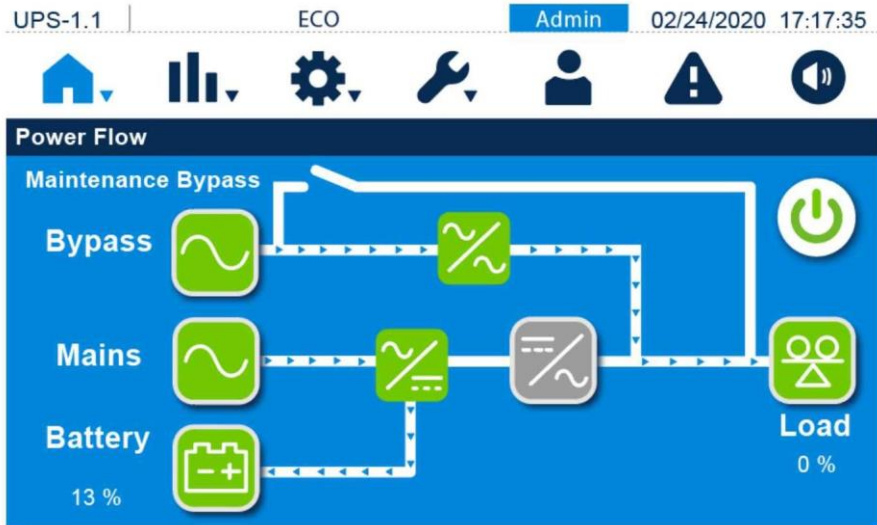 UPS-1.1 ECO Admin 02/24/2020 17:17:35
Power Flow
Maintenance Bypass
Bypass
Mains
Battery
13 %
Load
0 %